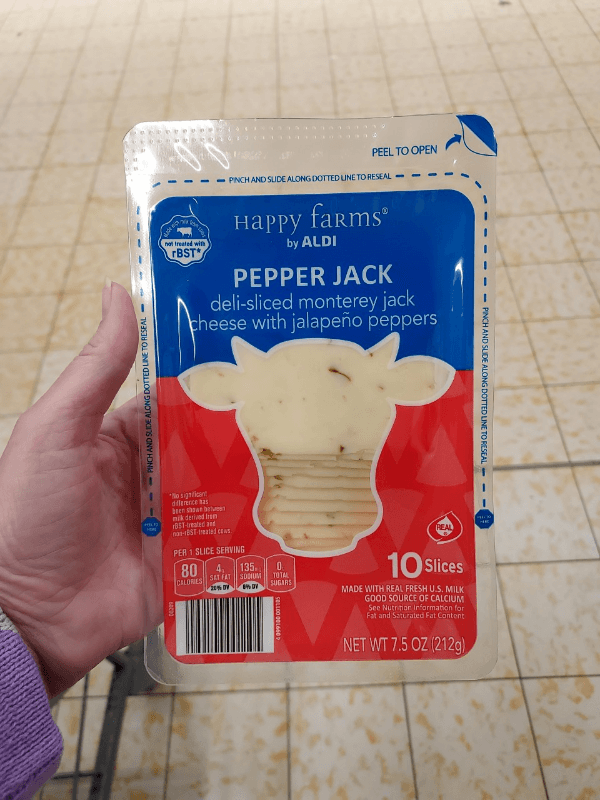 PEEL TO OPEN
PINCH AND SLIDE ALONG DOTTED LINE TO RESEAL
Happy faRms®
by ALDI
not treated with
rBST*
PEPPER JACK
deli-sliced monterey jack
cheese with jalapeño peppers
PINCH AND SLIDE ALONG DOTTED LINE TO RESEAL
PINCH AND SLIDE ALONG DOTTED LINE TO RESEAL
*No significant
difference has
been shown between
milk derived from
rBST-treated and
non-rBST-treated cows
REAL
PER 1 SLICE SERVING
80
CALORIES
4g
SAT FAT
20% DV
135mg
SODIUM
6% DV
0g
TOTAL
SUGARS
10 Slices
MADE WITH REAL FRESH U.S. MILK
GOOD SOURCE OF CALCIUM
See Nutrition Information for
Fat and Saturated Fat Content
NET WT 7.5 OZ (212g)